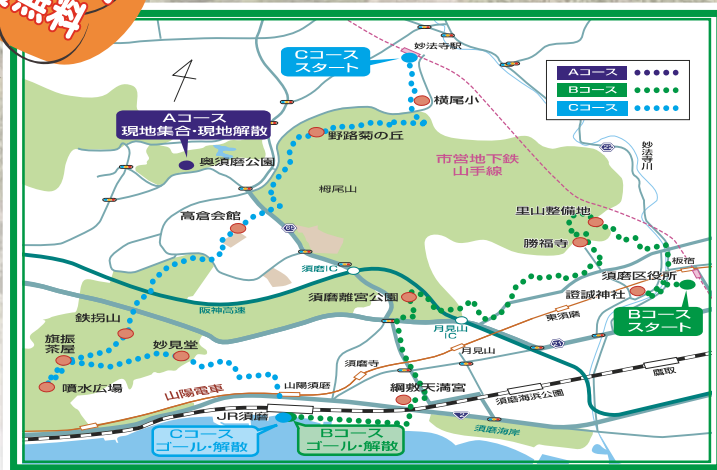 無料
Cコース
スタート
妙法寺駅
Aコース
Bコース
Cコース
横尾小
Aコース
現地集合・現地解散
野路菊の丘
奥須磨公園
市営地下鉄
山手線
妙法寺川
栂尾山
里山整備地
高倉会館
勝福寺
須磨IC
須磨区役所
板宿
須磨離宮公園
證誠神社
阪神高速
Bコース
スタート
鉄拐山
月見山
IC
東須磨
旗振
茶屋
妙見堂
須磨寺
月見山
鷹取
噴水広場
山陽電車
山陽須磨
綱敷天満宮
須磨海浜公園
JR須磨
須磨海岸
Cコース
ゴール・解散
Bコース
ゴール・解散